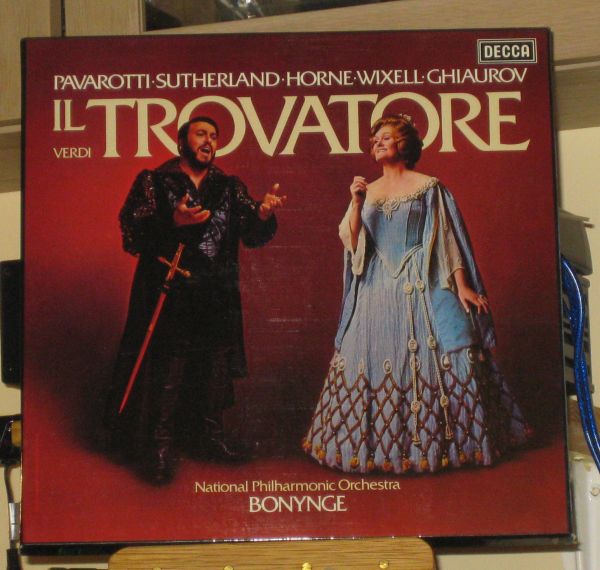 DECCA
PAVAROTTI·SUTHERLAND·HORNE·WIXELL·GHIAUROV
IL TROVATORE
VERDI
National Philharmonic Orchestra
BONYNGE